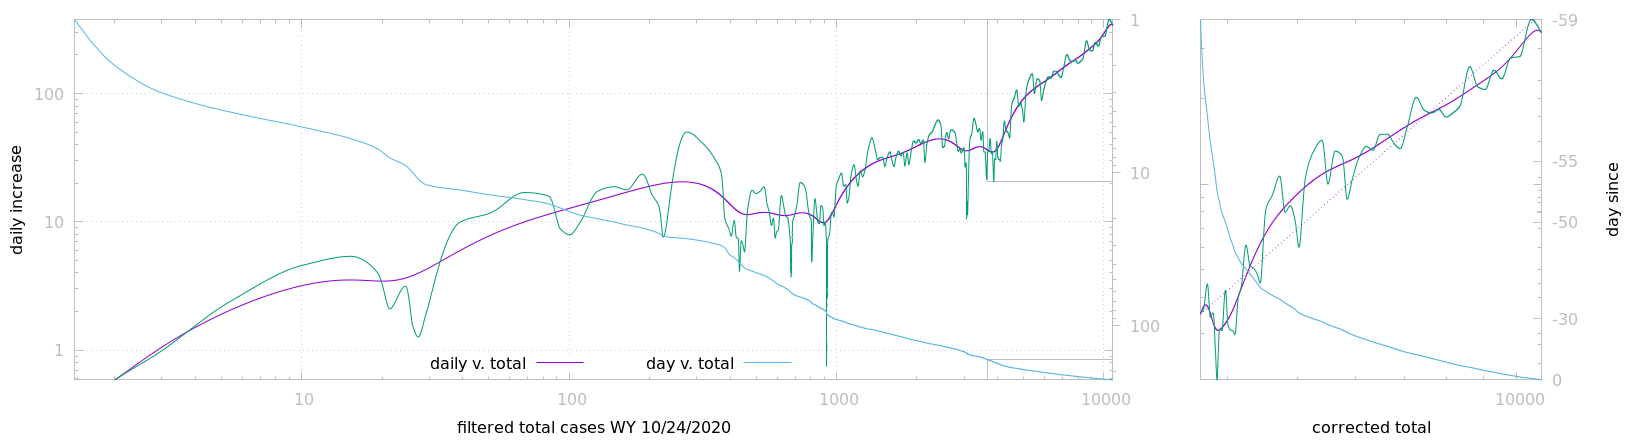 daily increase
100
10
1
10
100
1000
10000
filtered total cases WY 10/24/2020
daily v. total
day v. total
1
10
100
10000
corrected total
-59
-55
-50
-30
0
day since